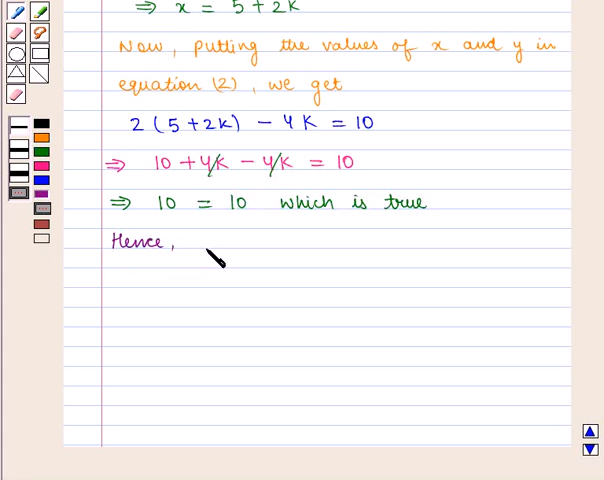 ⇒ x = 5 + 2k
Now, putting the values of x and y in
equation (2), we get
2 (5 + 2k) - 4k = 10
⇒ 10 + 4k - 4k = 10
⇒ 10 = 10 which is true
Hence,